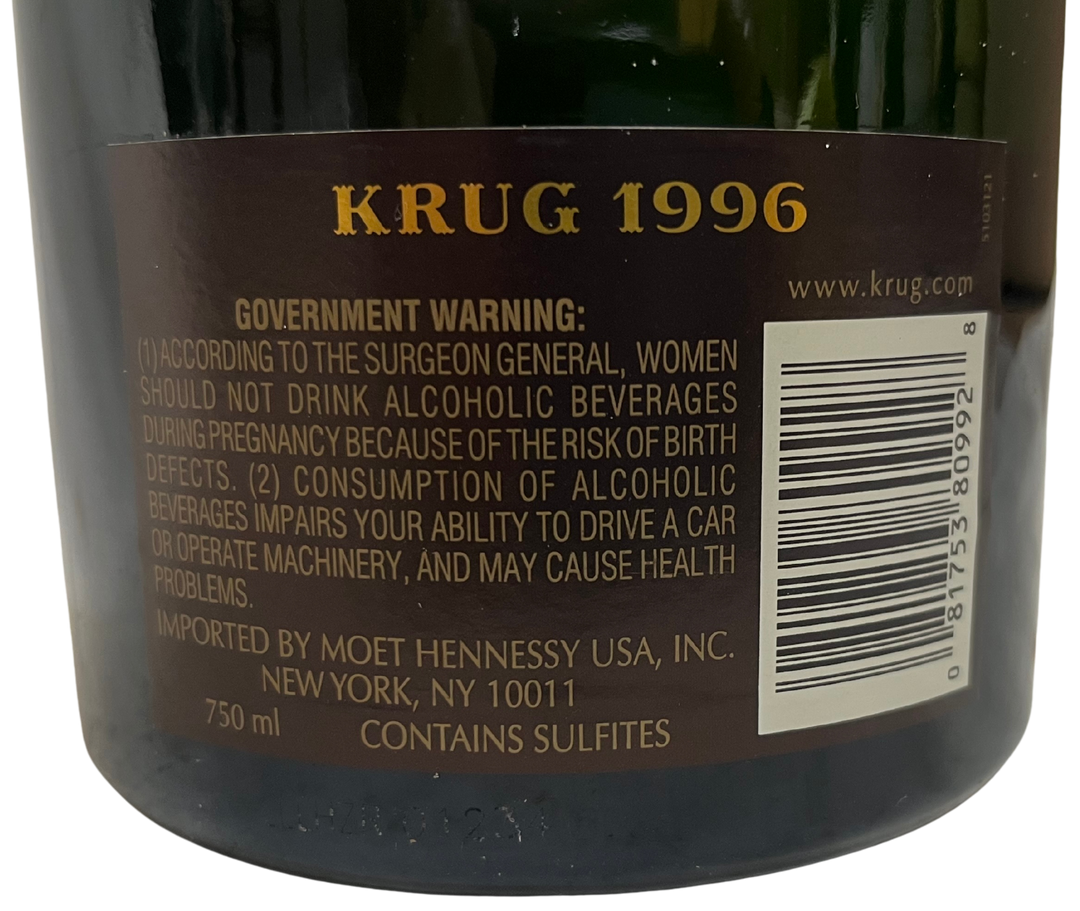 KRUG 1996
5103121
www.krug.com
GOVERNMENT WARNING:
(1) ACCORDING TO THE SURGEON GENERAL, WOMEN
SHOULD NOT DRINK ALCOHOLIC BEVERAGES
DURING PREGNANCY BECAUSE OF THE RISK OF BIRTH
DEFECTS. (2) CONSUMPTION OF ALCOHOLIC
BEVERAGES IMPAIRS YOUR ABILITY TO DRIVE A CAR
OR OPERATE MACHINERY, AND MAY CAUSE HEALTH
PROBLEMS.
IMPORTED BY MOET HENNESSY USA, INC.
NEW YORK, NY 10011
750 ml CONTAINS SULFITES
0 81753 80992 8